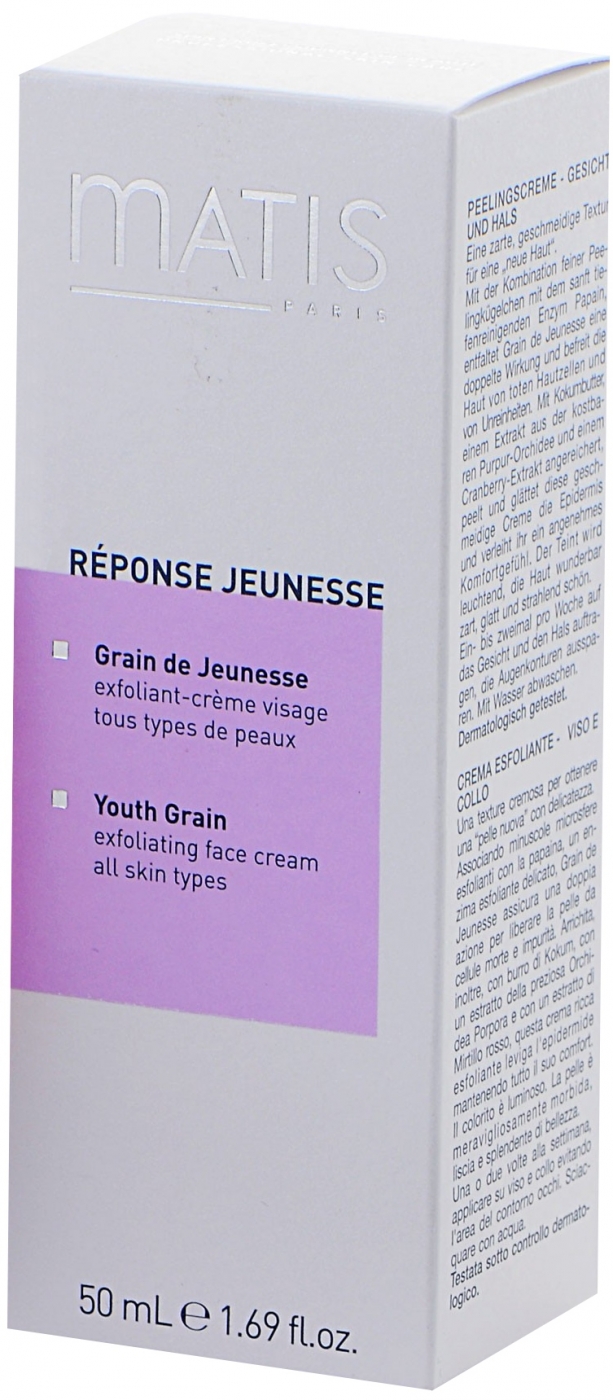 MATIS
PARIS
RÉPONSE JEUNESSE
Grain de Jeunesse
exfoliant-crème visage
tous types de peaux
Youth Grain
exfoliating face cream
all skin types
50 mL ℮ 1.69 fl.oz.
PEELINGSCREME - GESICHT
UND HALS
Eine zarte, geschmeidige Textur
für eine „neue Haut".
Mit der Kombination feiner Pee-
lingkügelchen mit dem sanft tie-
fenreinigenden Enzym Papain,
entfaltet Grain de Jeunesse eine
doppelte Wirkung und befreit die
Haut von toten Hautzellen und
von Unreinheiten. Mit Kokumbutter,
einem Extrakt aus der kostba-
ren Purpur-Orchidee und einem
Cranberry-Extrakt angereichert,
peelt und glättet diese gesch-
meidige Creme die Epidermis
und verleiht ihr ein angenehmes
Komfortgefühl. Der Teint wird
leuchtend, die Haut wunderbar
zart, glatt und strahlend schön.
Ein- bis zweimal pro Woche auf
das Gesicht und den Hals auftra-
gen, die Augenkonturen ausspa-
ren. Mit Wasser abwaschen.
Dermatologisch getestet.
CREMA ESFOLIANTE - VISO E
COLLO
Una texture cremosa per ottenere
una "pelle nuova" con delicatezza.
Associando minuscole microsfere
esfolianti con la papaina, un en-
zima esfoliante delicato, Grain de
Jeunesse assicura una doppia
azione per liberare la pelle da
cellule morte e impurità. Arricchita,
inoltre, con burro di Kokum, con
un estratto della preziosa Orchi-
dea Porpora e con un estratto di
Mirtillo rosso, questa crema ricca
esfoliante leviga l'epidermide
mantenendo tutto il suo comfort.
Il colorito è luminoso. La pelle è
meravigliosamente morbida,
liscia e splendente di bellezza.
Una o due volte alla settimana,
applicare su viso e collo evitando
l'area del contorno occhi. Sciac-
quare con acqua.
Testata sotto controllo dermato-
logico.